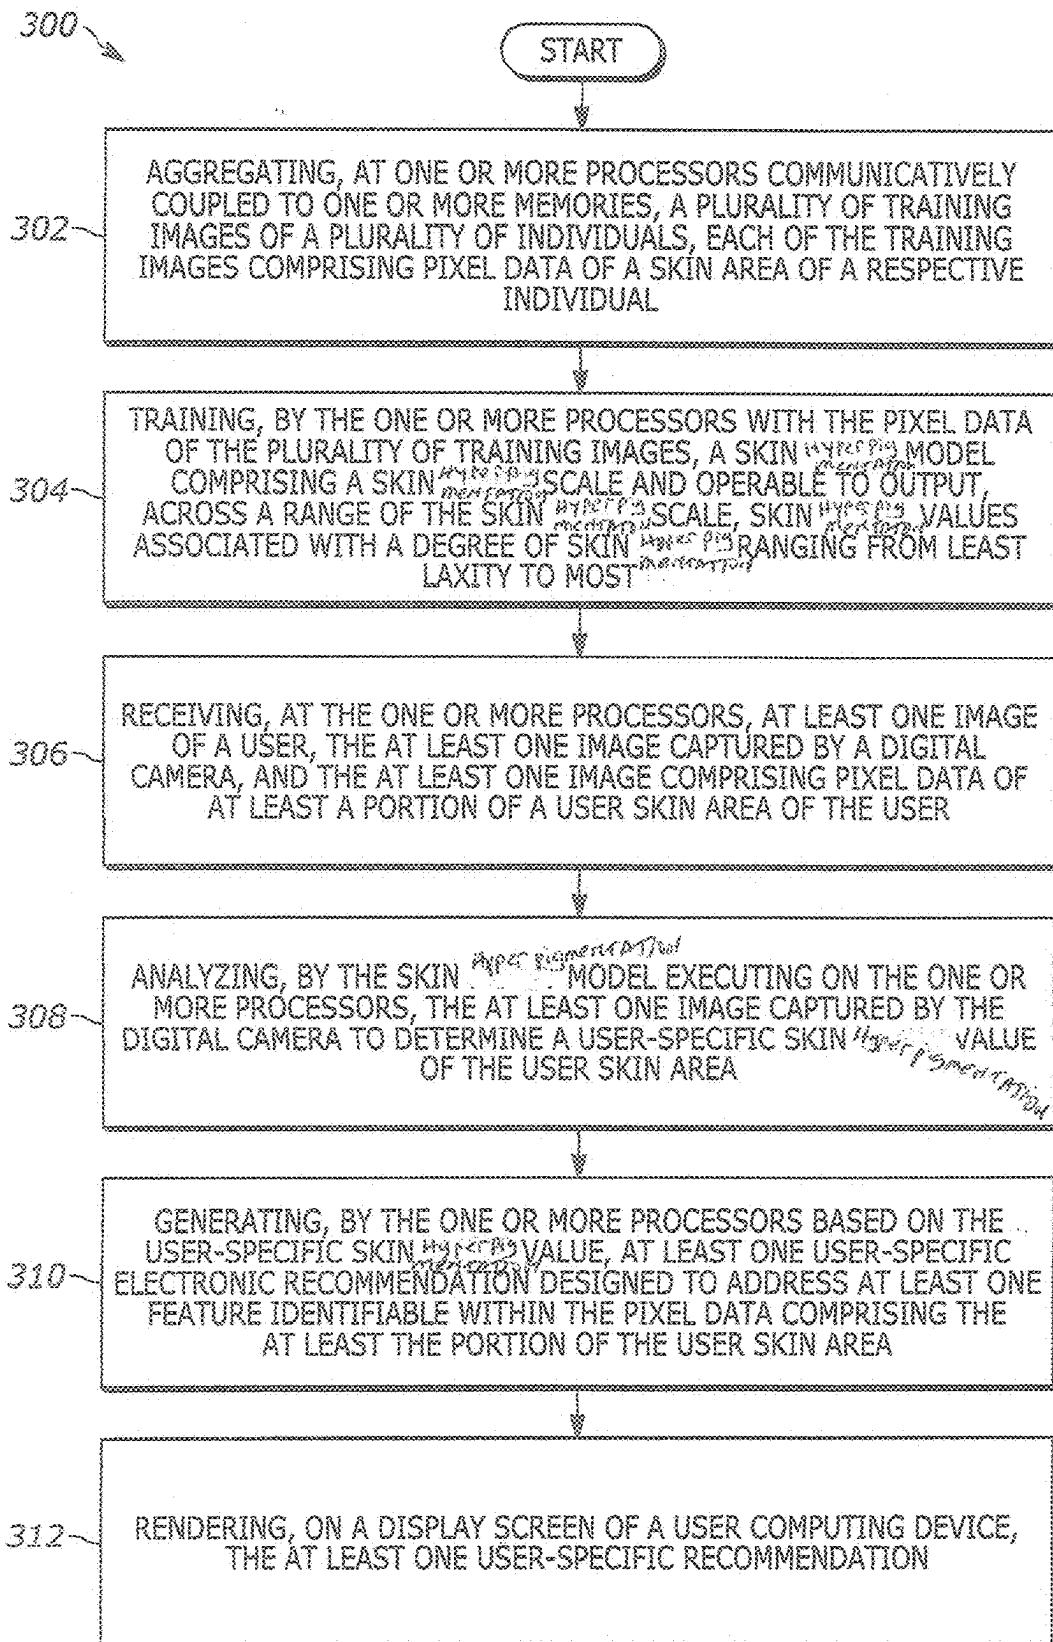 300
START
302
AGGREGATING, AT ONE OR MORE PROCESSORS COMMUNICATIVELY
COUPLED TO ONE OR MORE MEMORIES, A PLURALITY OF TRAINING
IMAGES OF A PLURALITY OF INDIVIDUALS, EACH OF THE TRAINING
IMAGES COMPRISING PIXEL DATA OF A SKIN AREA OF A RESPECTIVE
INDIVIDUAL
304
TRAINING, BY THE ONE OR MORE PROCESSORS WITH THE PIXEL DATA
OF THE PLURALITY OF TRAINING IMAGES, A SKIN Hyperpigmentation MODEL
COMPRISING A SKIN Hyperpigmentation SCALE AND OPERABLE TO OUTPUT,
ACROSS A RANGE OF THE SKIN Hyperpigmentation SCALE, SKIN Hyperpigmentation VALUES
ASSOCIATED WITH A DEGREE OF SKIN Hyperpigmentation RANGING FROM LEAST
LAXITY TO MOST
306
RECEIVING, AT THE ONE OR MORE PROCESSORS, AT LEAST ONE IMAGE
OF A USER, THE AT LEAST ONE IMAGE CAPTURED BY A DIGITAL
CAMERA, AND THE AT LEAST ONE IMAGE COMPRISING PIXEL DATA OF
AT LEAST A PORTION OF A USER SKIN AREA OF THE USER
308
ANALYZING, BY THE SKIN Hyperpigmentation MODEL EXECUTING ON THE ONE OR
MORE PROCESSORS, THE AT LEAST ONE IMAGE CAPTURED BY THE
DIGITAL CAMERA TO DETERMINE A USER-SPECIFIC SKIN Hyperpigmentation VALUE
OF THE USER SKIN AREA
310
GENERATING, BY THE ONE OR MORE PROCESSORS BASED ON THE
USER-SPECIFIC SKIN Hyperpigmentation VALUE, AT LEAST ONE USER-SPECIFIC
ELECTRONIC RECOMMENDATION DESIGNED TO ADDRESS AT LEAST ONE
FEATURE IDENTIFIABLE WITHIN THE PIXEL DATA COMPRISING THE
AT LEAST THE PORTION OF THE USER SKIN AREA
312
RENDERING, ON A DISPLAY SCREEN OF A USER COMPUTING DEVICE,
THE AT LEAST ONE USER-SPECIFIC RECOMMENDATION